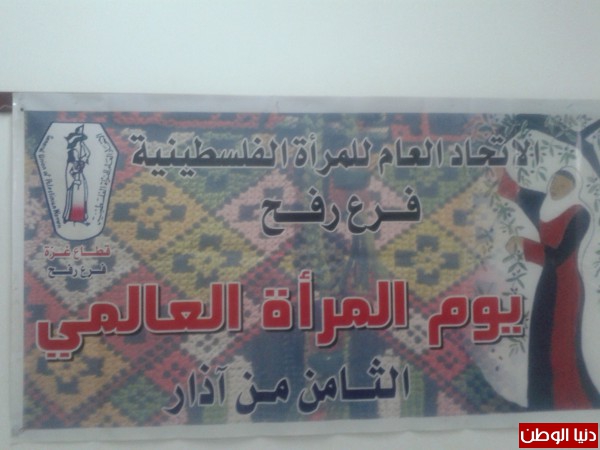 الاتحاد العام للمرأة الفلسطينية
فرع رفح
قطاع غزة
فرع رفح
يوم المرأة العالمي
الثامن من آذار
دنيا الوطن